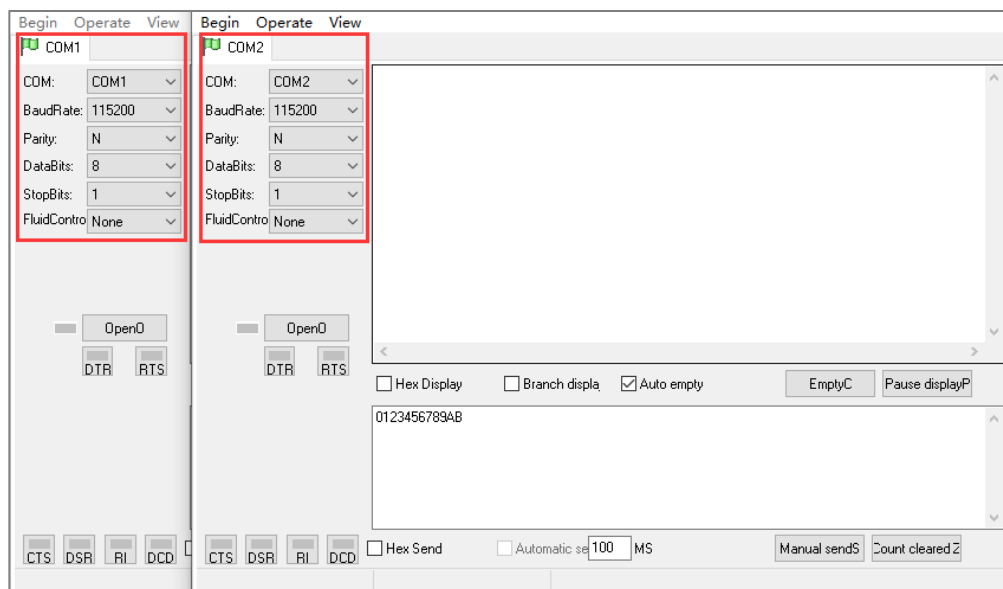 Begin Operate View
COM1
COM: COM1
BaudRate: 115200
Parity: N
DataBits: 8
StopBits: 1
FluidContro None
OpenO
DTR RTS
CTS DSR RI DCD
Begin Operate View
COM2
COM: COM2
BaudRate: 115200
Parity: N
DataBits: 8
StopBits: 1
FluidContro None
OpenO
DTR RTS
CTS DSR RI DCD
Hex Display Branch displa Auto empty EmptyC Pause displayP
0123456789AB
Hex Send Automatic se 100 MS Manual sendS Count cleared Z